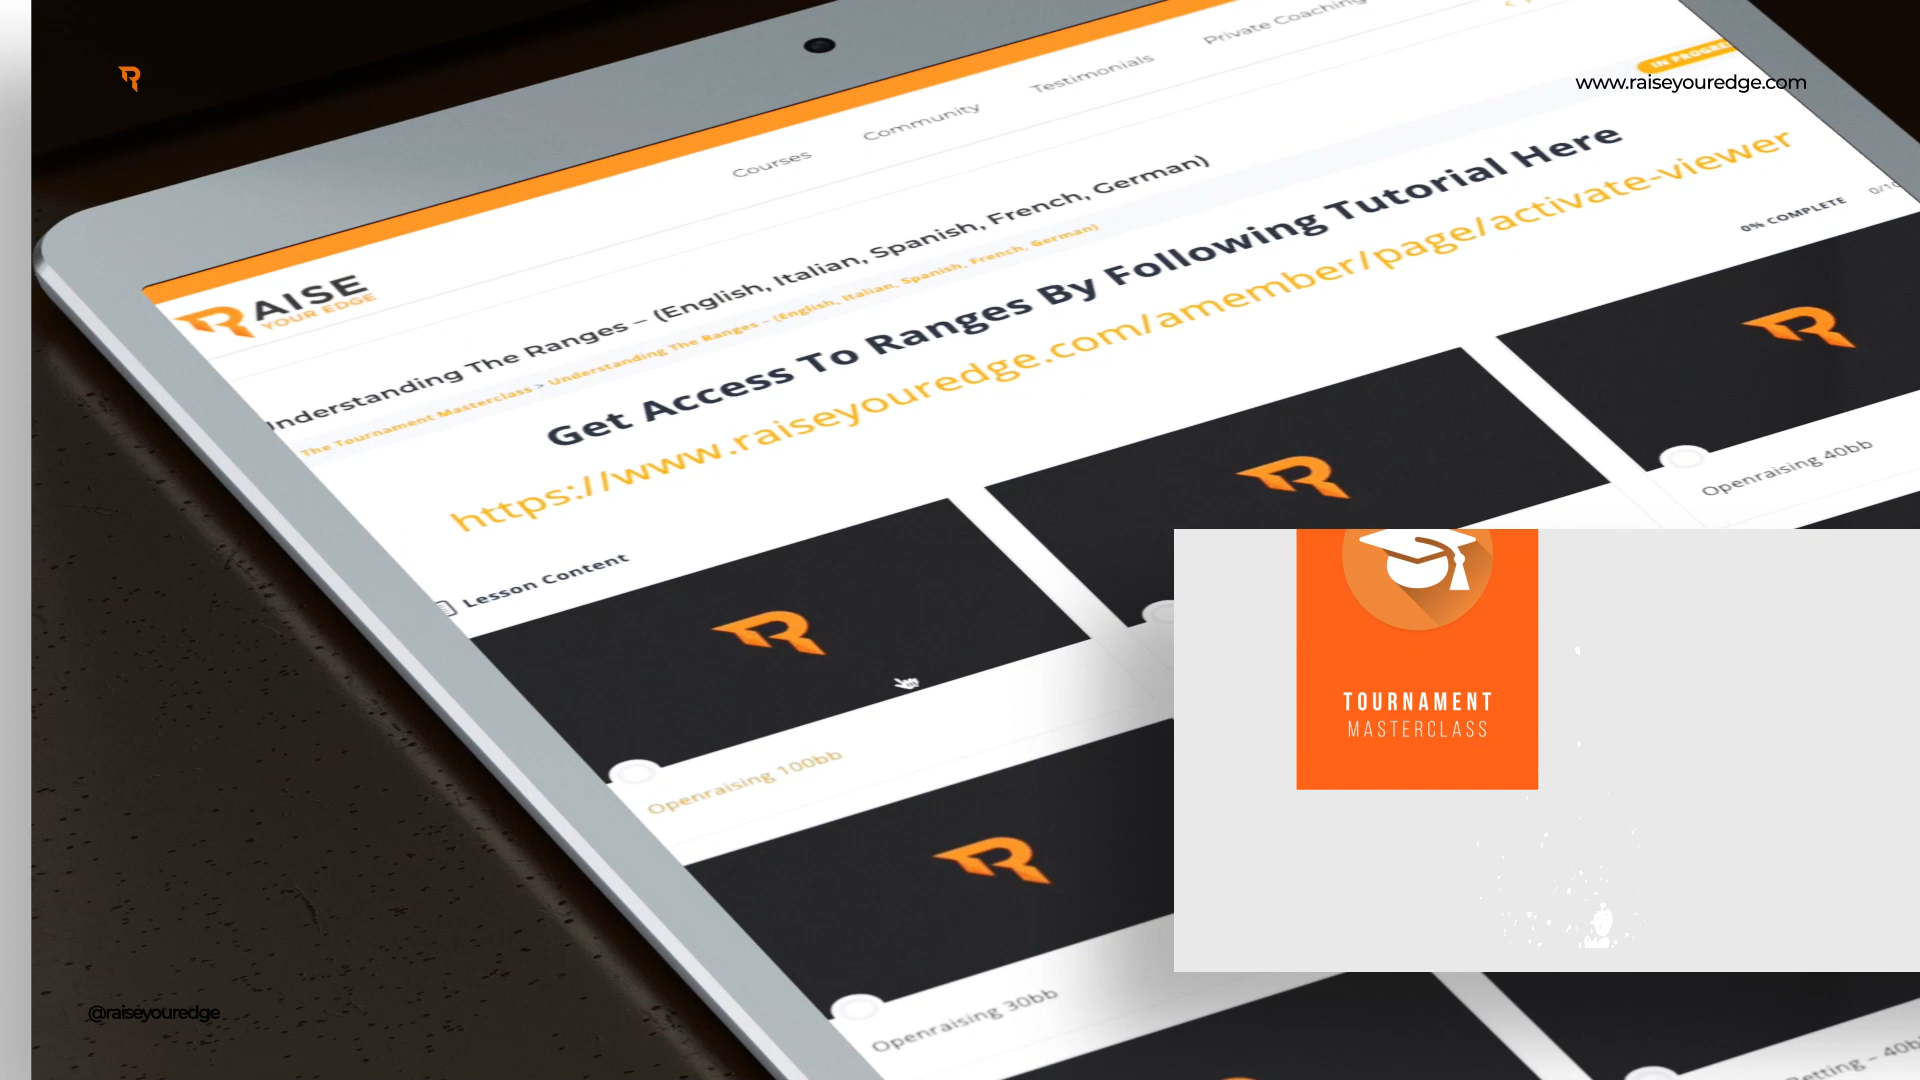 Private Coaching
Testimonials
Community
Courses
IN PROGRE
www.raiseyouredge.com
RAISE
YOUR EDGE
Understanding The Ranges – (English, Italian, Spanish, French, German)
The Tournament Masterclass > Understanding The Ranges – (English, Italian, Spanish, French, German)
Get Access To Ranges By Following Tutorial Here
https://www.raiseyouredge.com/amember/page/activate-viewer
0% COMPLETE
Lesson Content
Openraising 40bb
Openraising 100bb
TOURNAMENT
MASTERCLASS
Openraising 30bb
@raiseyouredge